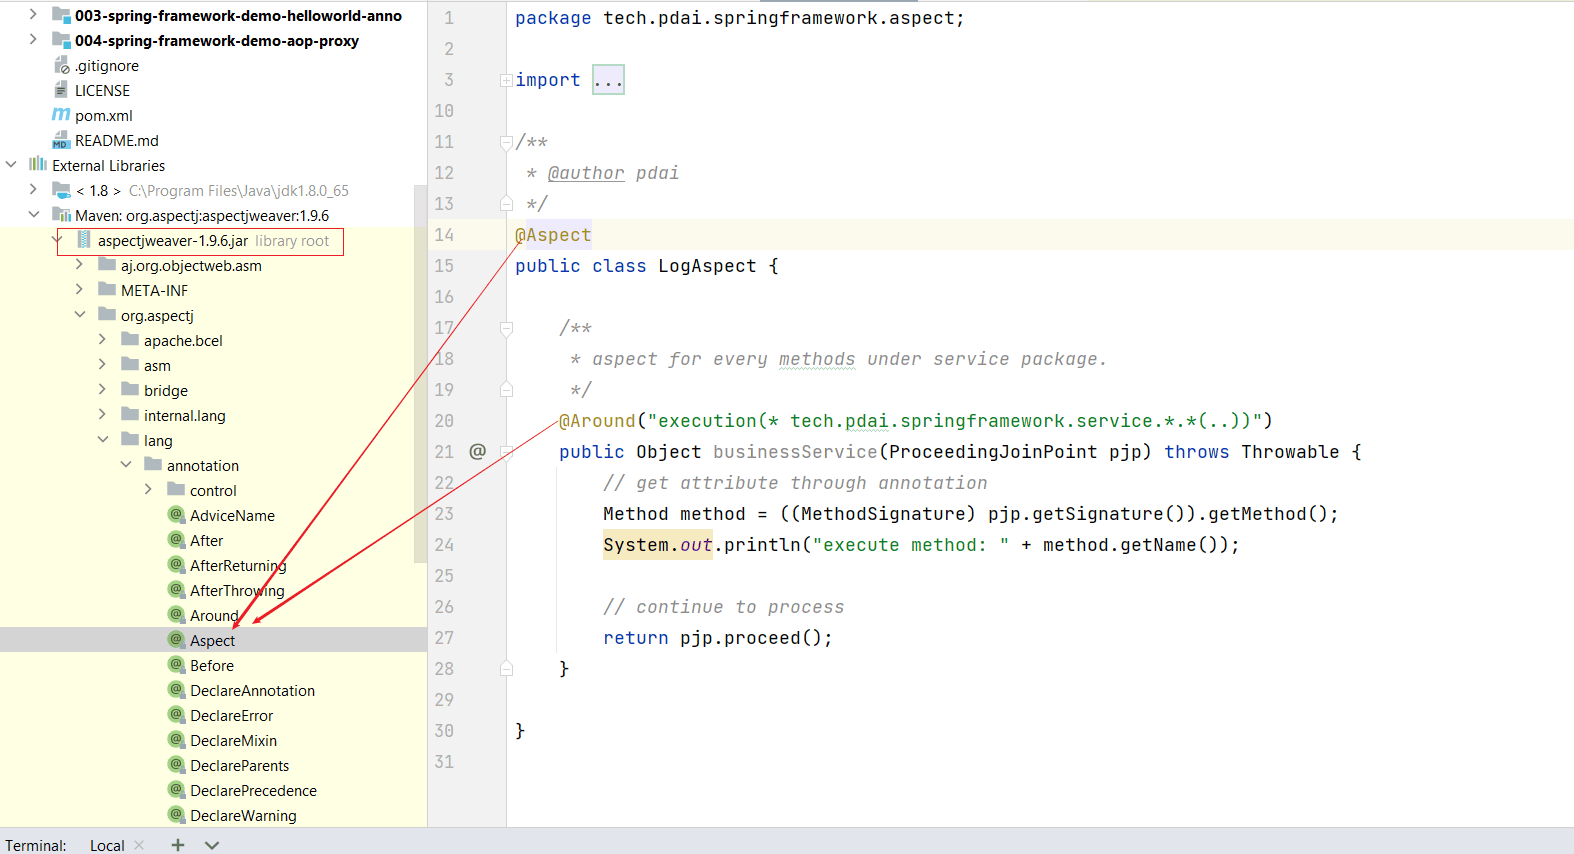 003-spring-framework-demo-helloworld-anno
004-spring-framework-demo-aop-proxy
.gitignore
LICENSE
pom.xml
README.md
External Libraries
< 1.8 > C:\Program Files\Java\jdk1.8.0_65
Maven: org.aspectj:aspectjweaver:1.9.6
aspectjweaver-1.9.6.jar library root
aj.org.objectweb.asm
META-INF
org.aspectj
apache.bcel
asm
bridge
internal.lang
lang
annotation
control
AdviceName
After
AfterReturning
AfterThrowing
Around
Aspect
Before
DeclareAnnotation
DeclareError
DeclareMixin
DeclareParents
DeclarePrecedence
DeclareWarning
1 package tech.pdai.springframework.aspect;
2
3 import ...
10
11 /**
12 * @author pdai
13 */
14 @Aspect
15 public class LogAspect {
16
17 /**
18 * aspect for every methods under service package.
19 */
20 @Around("execution(* tech.pdai.springframework.service.*.*(..))")
21 @ public Object businessService(ProceedingJoinPoint pjp) throws Throwable {
22 // get attribute through annotation
23 Method method = ((MethodSignature) pjp.getSignature()).getMethod();
24 System.out.println("execute method: " + method.getName());
25
26 // continue to process
27 return pjp.proceed();
28 }
29
30 }
31
Terminal: Local × +